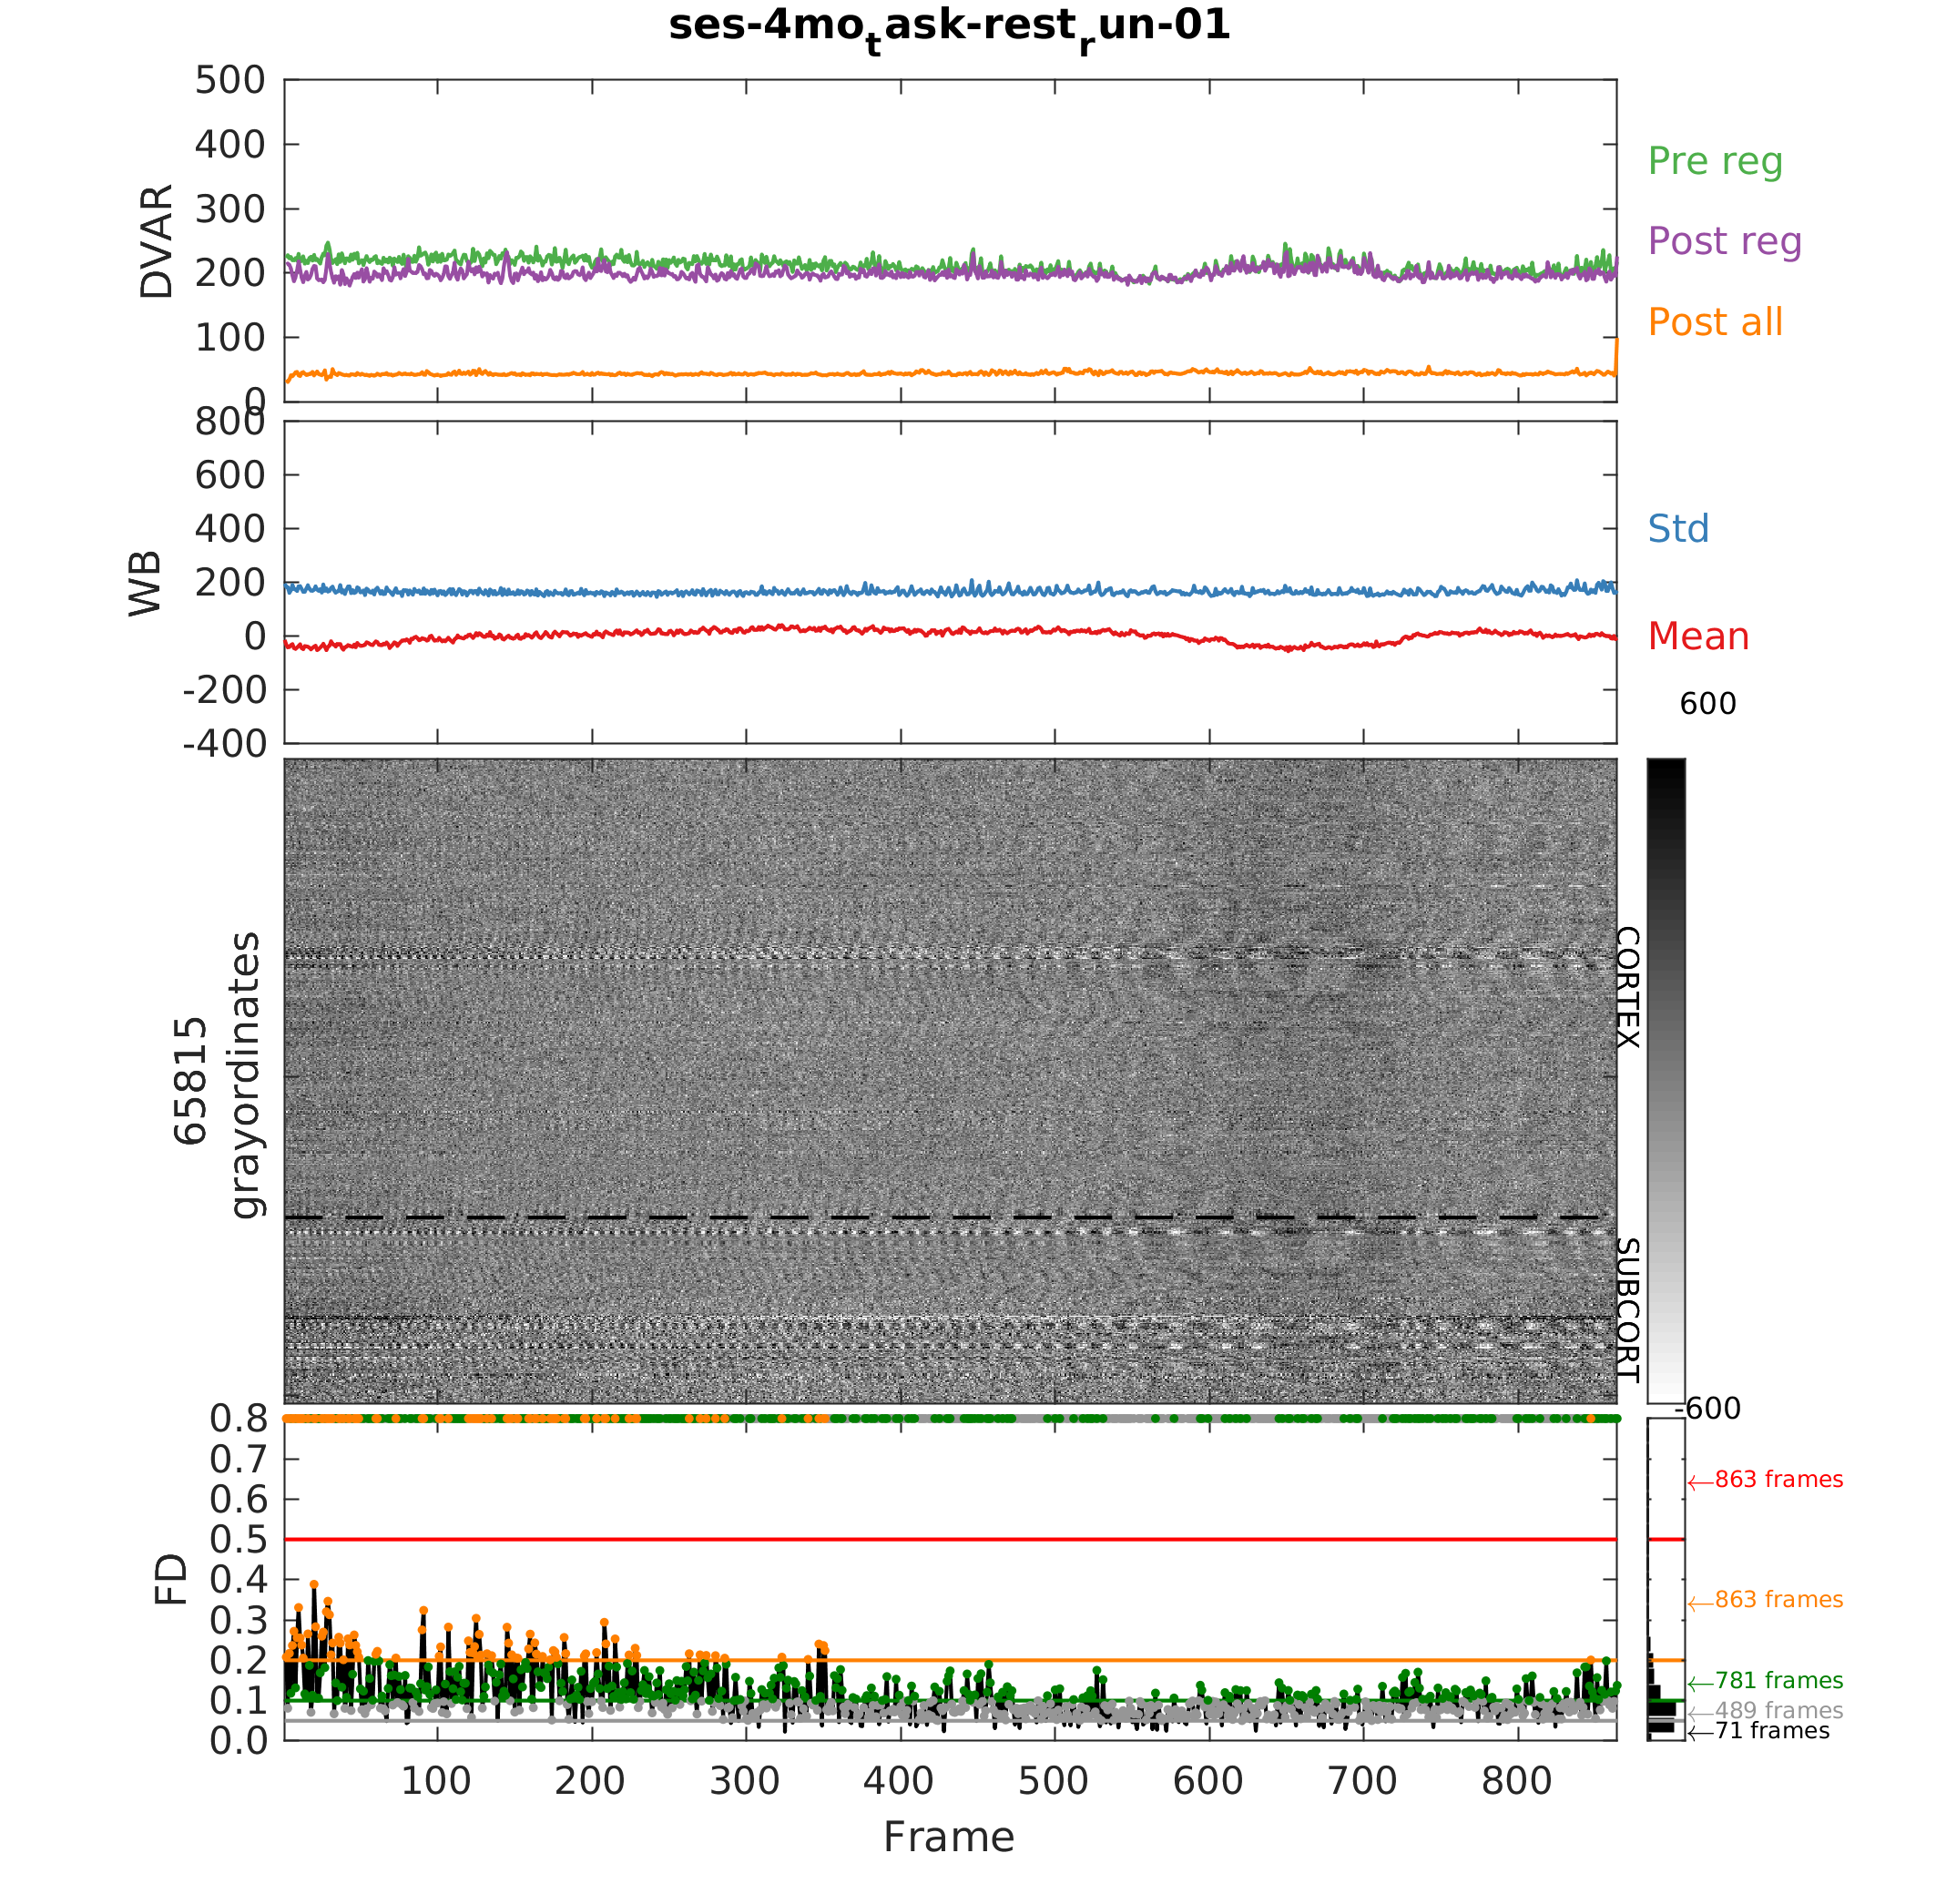 ses-4mo_task-rest_run-01
500
400
300
200
100
0
DVAR
Pre reg
Post reg
Post all
800
600
400
200
0
-200
-400
WB
Std
Mean
600
65815
grayordinates
CORTEX
SUBCORT
-600
0.8
0.7
0.6
0.5
0.4
0.3
0.2
0.1
0.0
FD
←863 frames
←863 frames
←781 frames
←489 frames
←71 frames
100 200 300 400 500 600 700 800
Frame